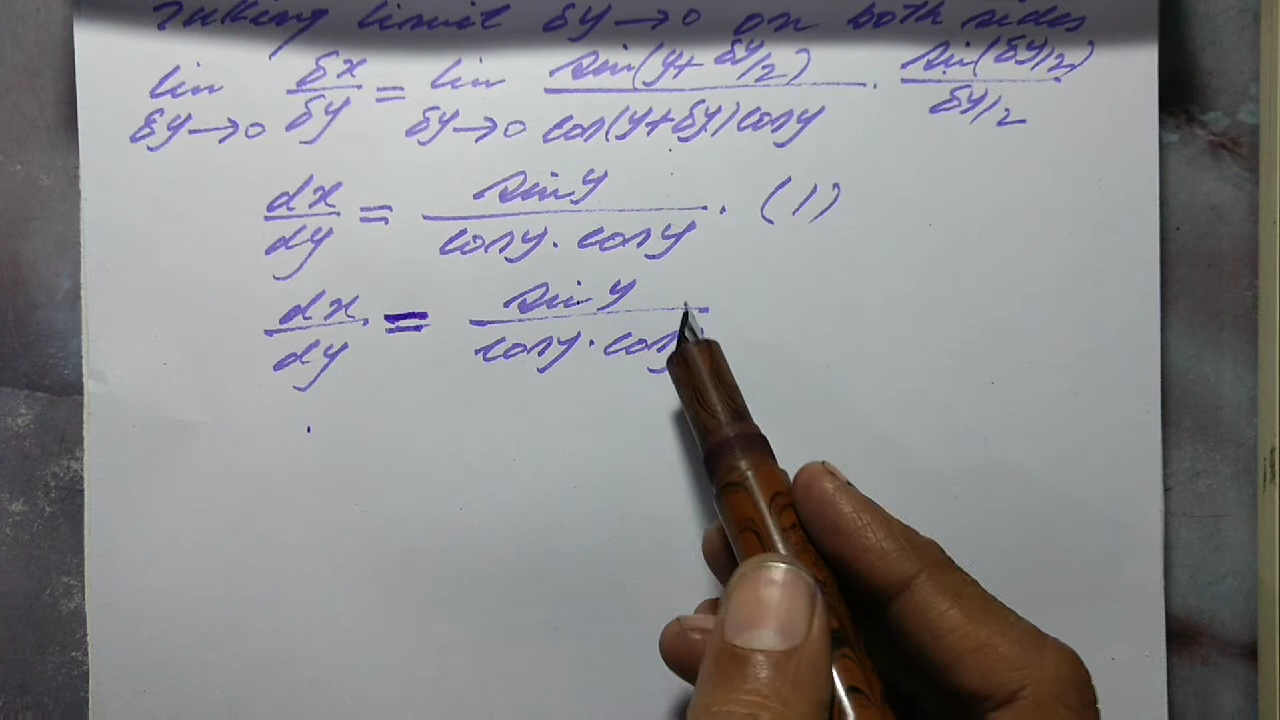 Taking limit δy→0 on both sides
lim δy→0 δx/δy = lim δy→0 sin(y+δy/2)/cos(y+δy)cosy . sin(δy/2)/δy/2
dx/dy = siny/cosy.cosy . (1)
dx/dy = siny/cosy.cosy